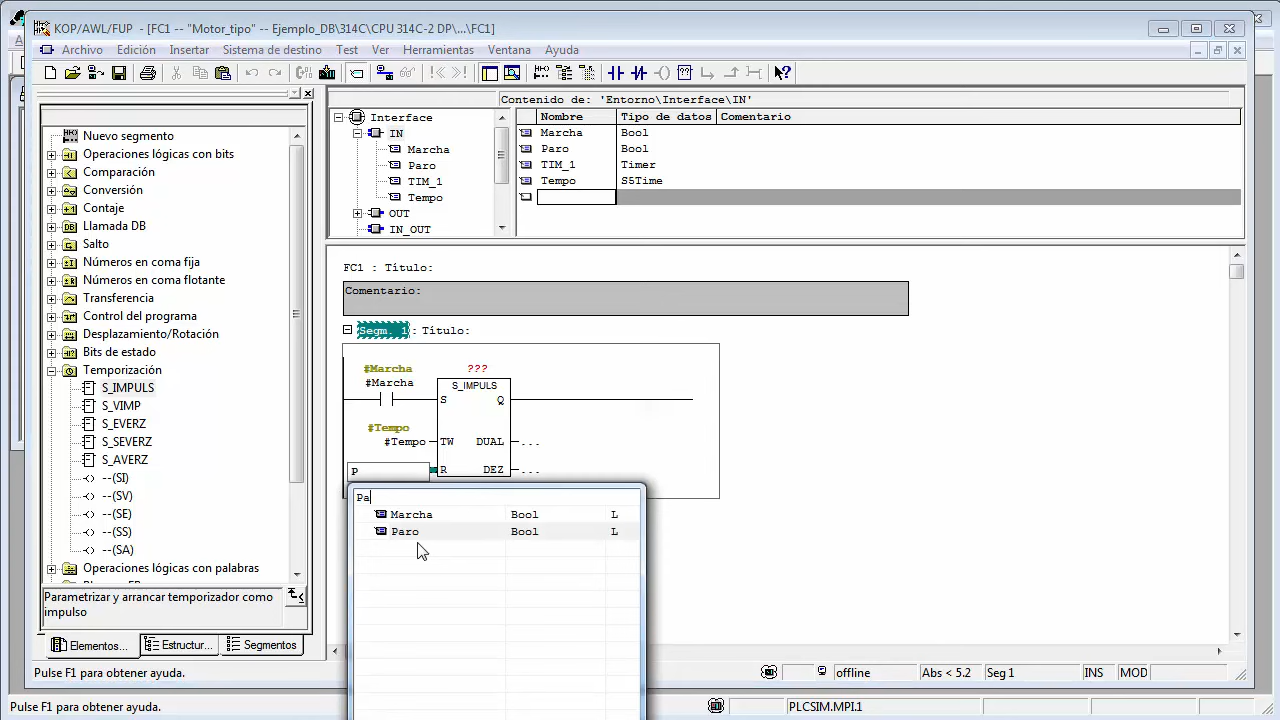 KOP/AWL/FUP - [FC1 -- "Motor_tipo" -- Ejemplo_DB\314C\CPU 314C-2 DP\...\FC1]
Archivo Edición Insertar Sistema de destino Test Ver Herramientas Ventana Ayuda
Nuevo segmento
Operaciones lógicas con bits
Comparación
Conversión
Contaje
Llamada DB
Salto
Números en coma fija
Números en coma flotante
Transferencia
Control del programa
Desplazamiento/Rotación
Bits de estado
Temporización
S_IMPULS
S_VIMP
S_EVERZ
S_SEVERZ
S_AVERZ
--(SI)
--(SV)
--(SE)
--(SS)
--(SA)
Operaciones lógicas con palabras
Parametrizar y arrancar temporizador como
impulso
Elementos... Estructur... Segmentos
Interface
IN
Marcha
Paro
TIM_1
Tempo
OUT
IN_OUT
Contenido de: 'Entorno\Interface\IN'
Nombre Tipo de datos Comentario
Marcha Bool
Paro Bool
TIM_1 Timer
Tempo S5Time
FC1 : Título:
Comentario:
Segm. 1 : Título:
#Marcha ???
#Marcha S_IMPULS
S Q
#Tempo
#Tempo TW DUAL ...
P R DEZ ...
Pa
Marcha Bool L
Paro Bool L
Pulse F1 para obtener ayuda. offline Abs < 5.2 Seg 1 INS MOD
Pulse F1 para obtener ayuda. PLCSIM.MPI.1